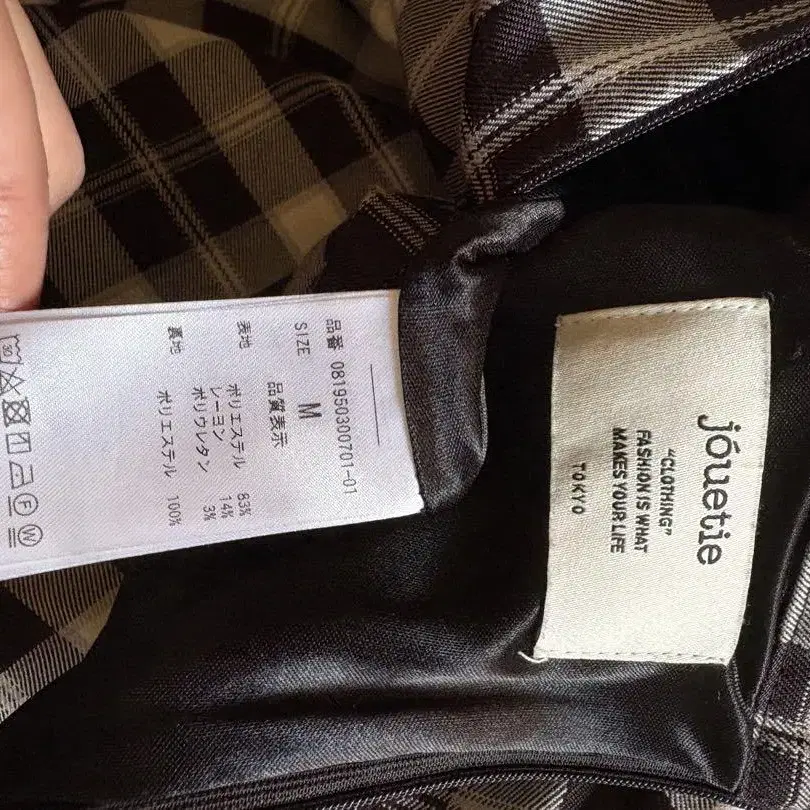 品番 081950300701-01
SIZE M
品質表示
表地 ポリエステル 83%
レーヨン 14%
ポリウレタン 3%
裏地 ポリエステル 100%
30
F W
jouetie
"CLOTHING"
FASHION IS WHAT
MAKES YOUR LIFE
TOKYO